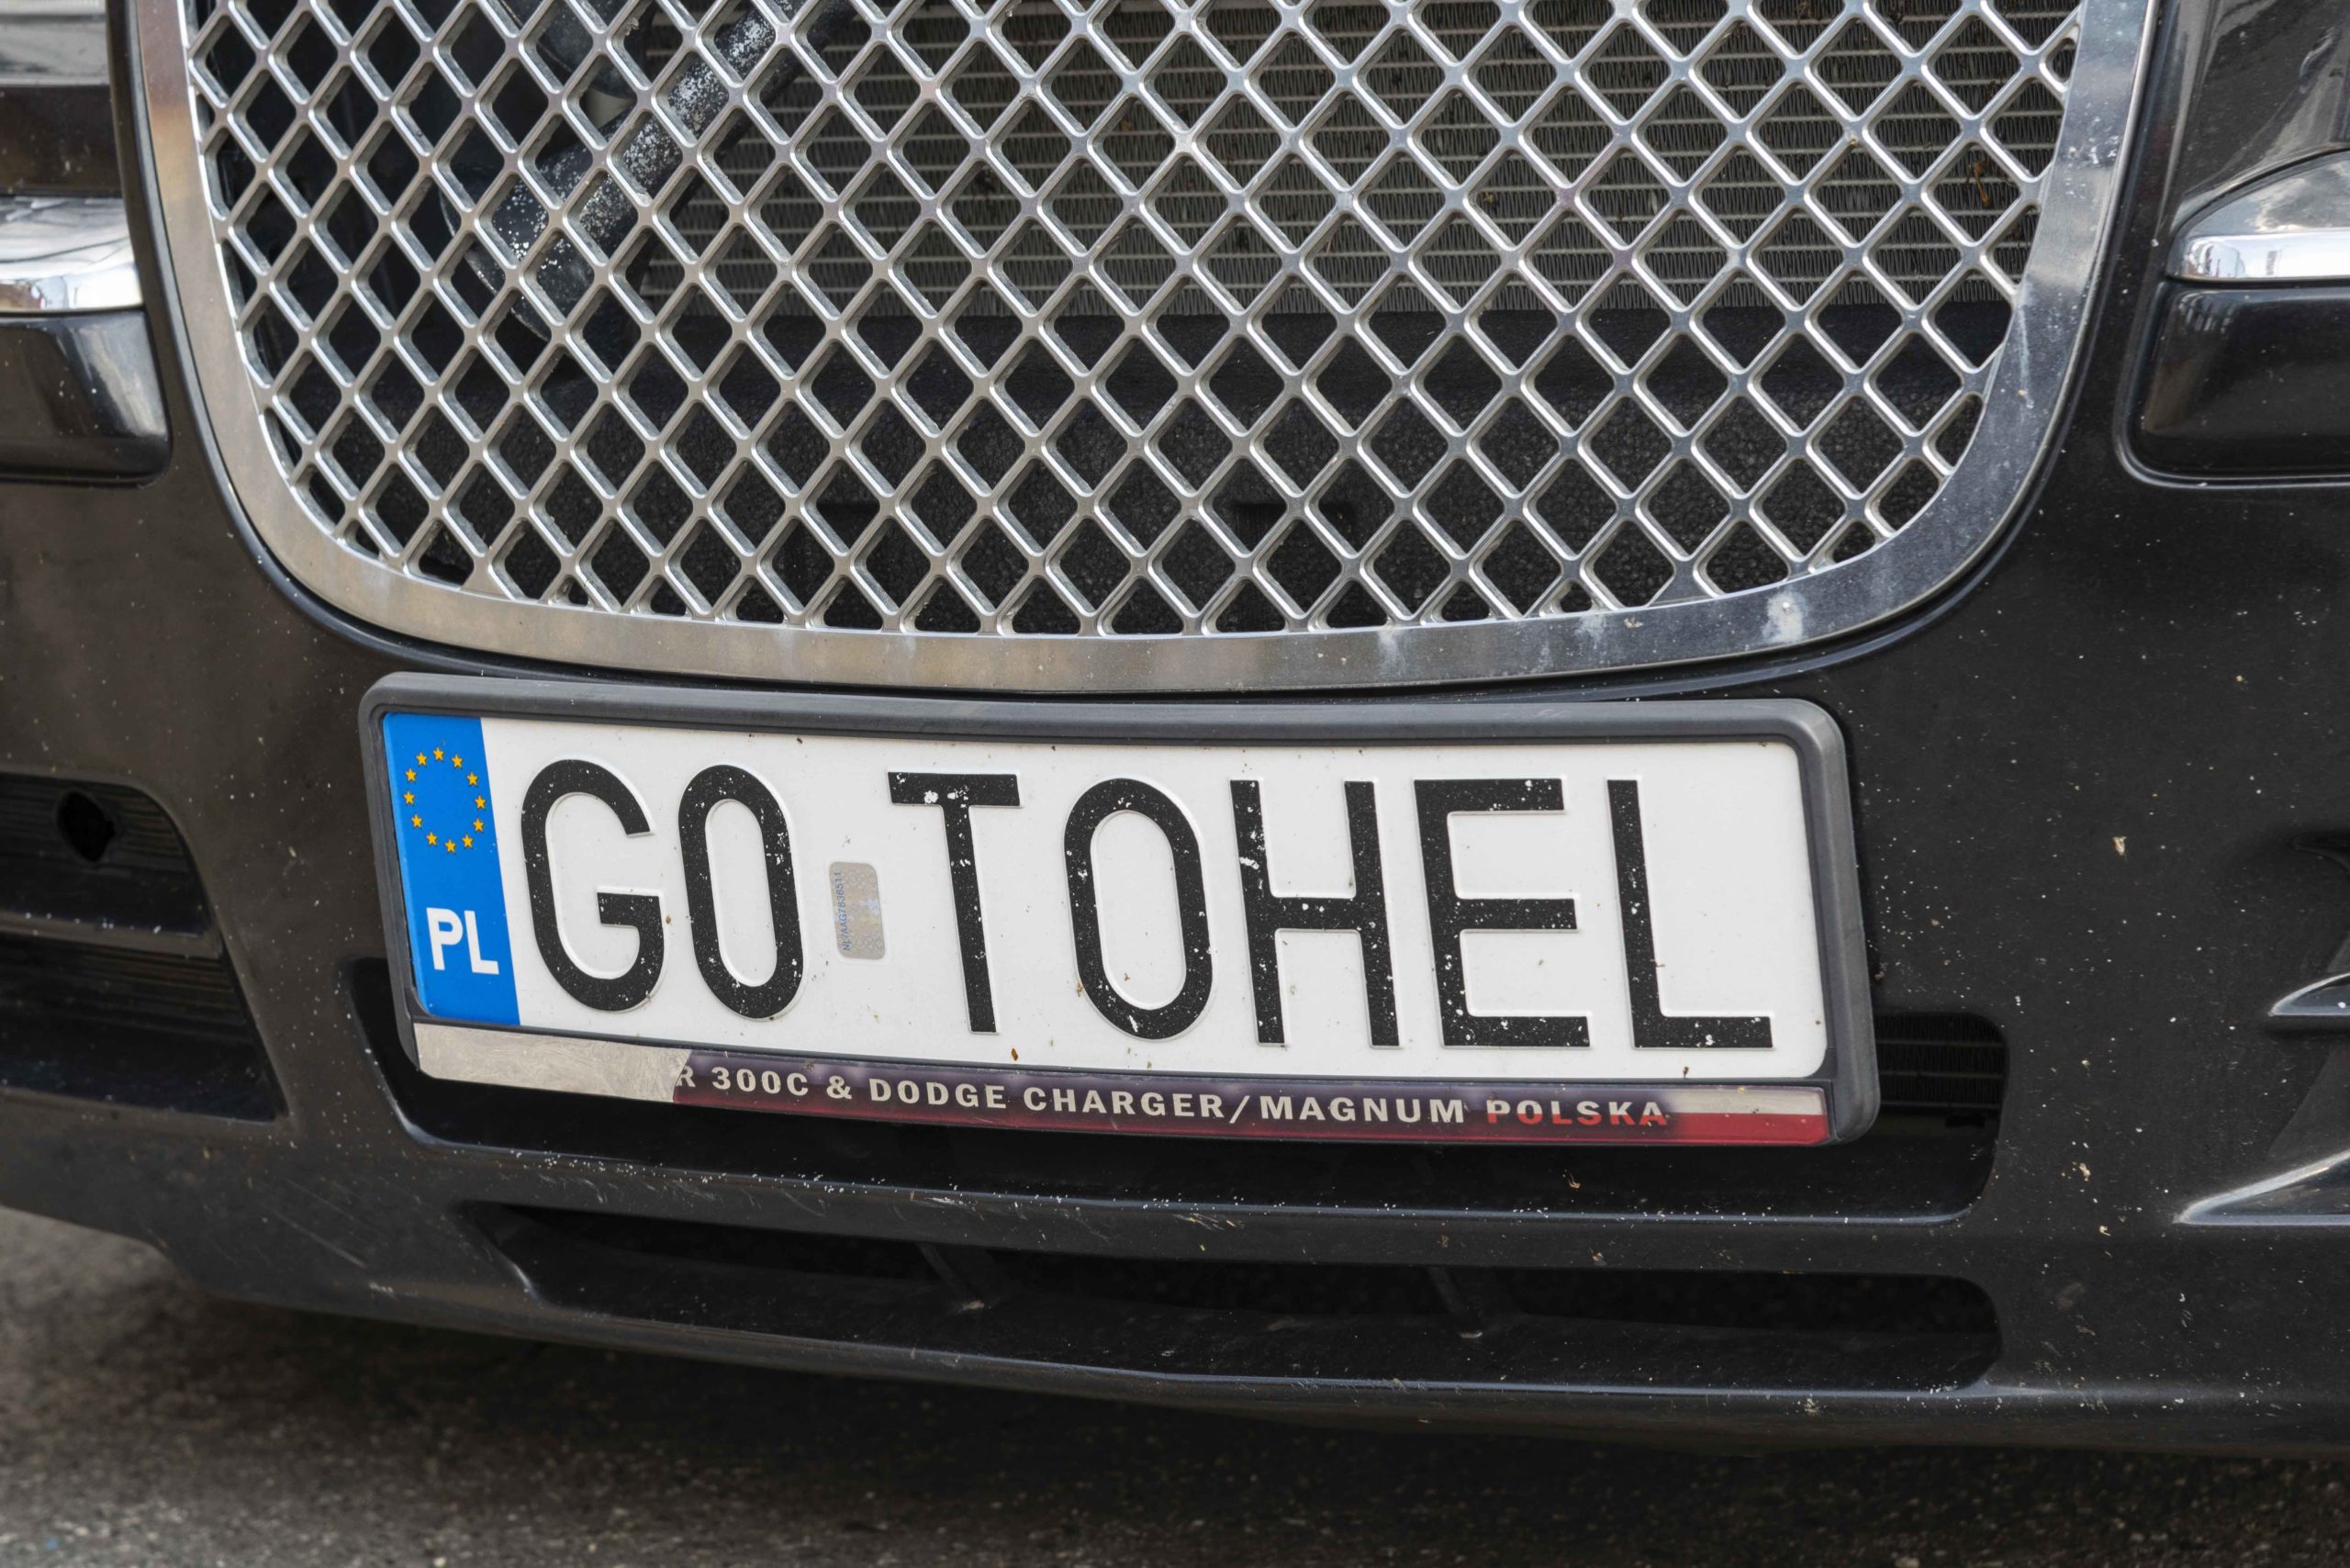 PL
GO TOHEL
R 300C & DODGE CHARGER/MAGNUM POLSKA